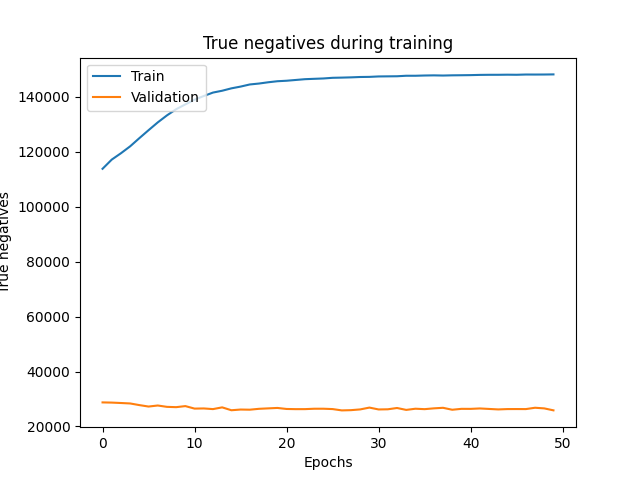 True negatives during training
Train
Validation
140000
120000
100000
80000
60000
40000
20000
True negatives
0 10 20 30 40 50
Epochs